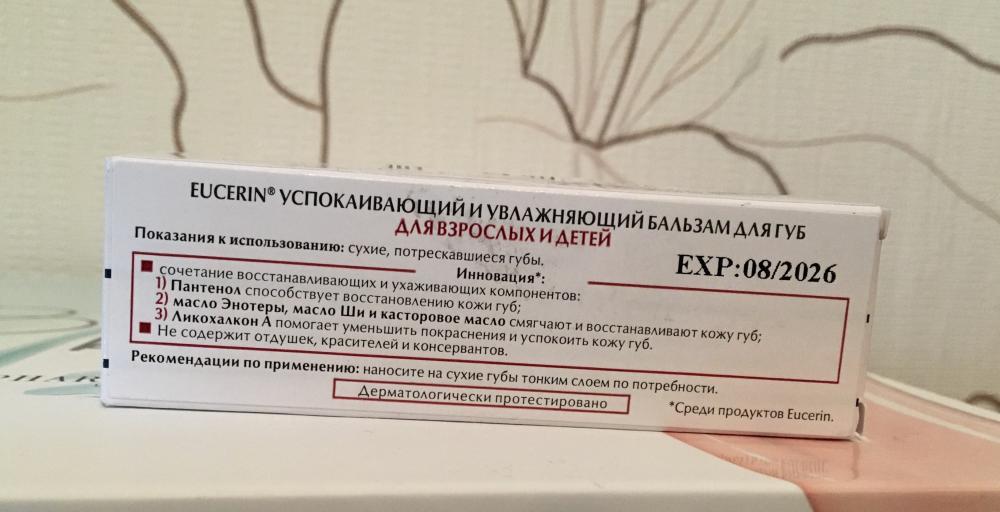 EUCERIN® УСПОКАИВАЮЩИЙ И УВЛАЖНЯЮЩИЙ БАЛЬЗАМ ДЛЯ ГУБ
ДЛЯ ВЗРОСЛЫХ И ДЕТЕЙ
Показания к использованию: сухие, потрескавшиеся губы.
EXP:08/2026
Инновация*:
сочетание восстанавливающих и ухаживающих компонентов:
1) Пантенол способствует восстановлению кожи губ;
2) масло Энотеры, масло Ши и касторовое масло смягчают и восстанавливают кожу губ;
3) Ликохалкон А помогает уменьшить покраснения и успокоить кожу губ.
Не содержит отдушек, красителей и консервантов.
Рекомендации по применению: наносите на сухие губы тонким слоем по потребности.
Дерматологически протестировано
*Среди продуктов Eucerin.